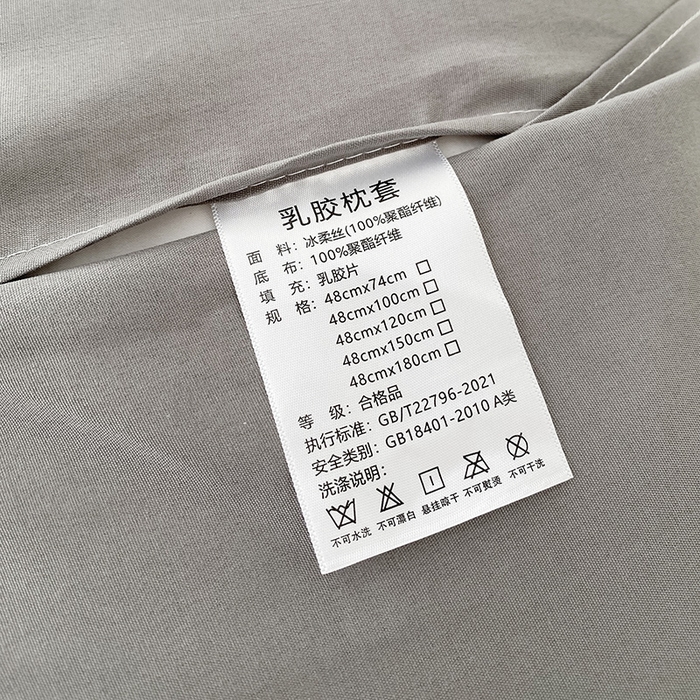 乳胶枕套
面 料：冰柔丝(100%聚酯纤维)
底 布：100%聚酯纤维
填 充：乳胶片
规 格：48cmx74cm □
48cmx100cm □
48cmx120cm □
48cmx150cm □
48cmx180cm □
等 级：合格品
执行标准：GB/T22796-2021
安全类别：GB18401-2010 A类
洗涤说明：
不可水洗 不可漂白 悬挂晾干 不可熨烫 不可干洗